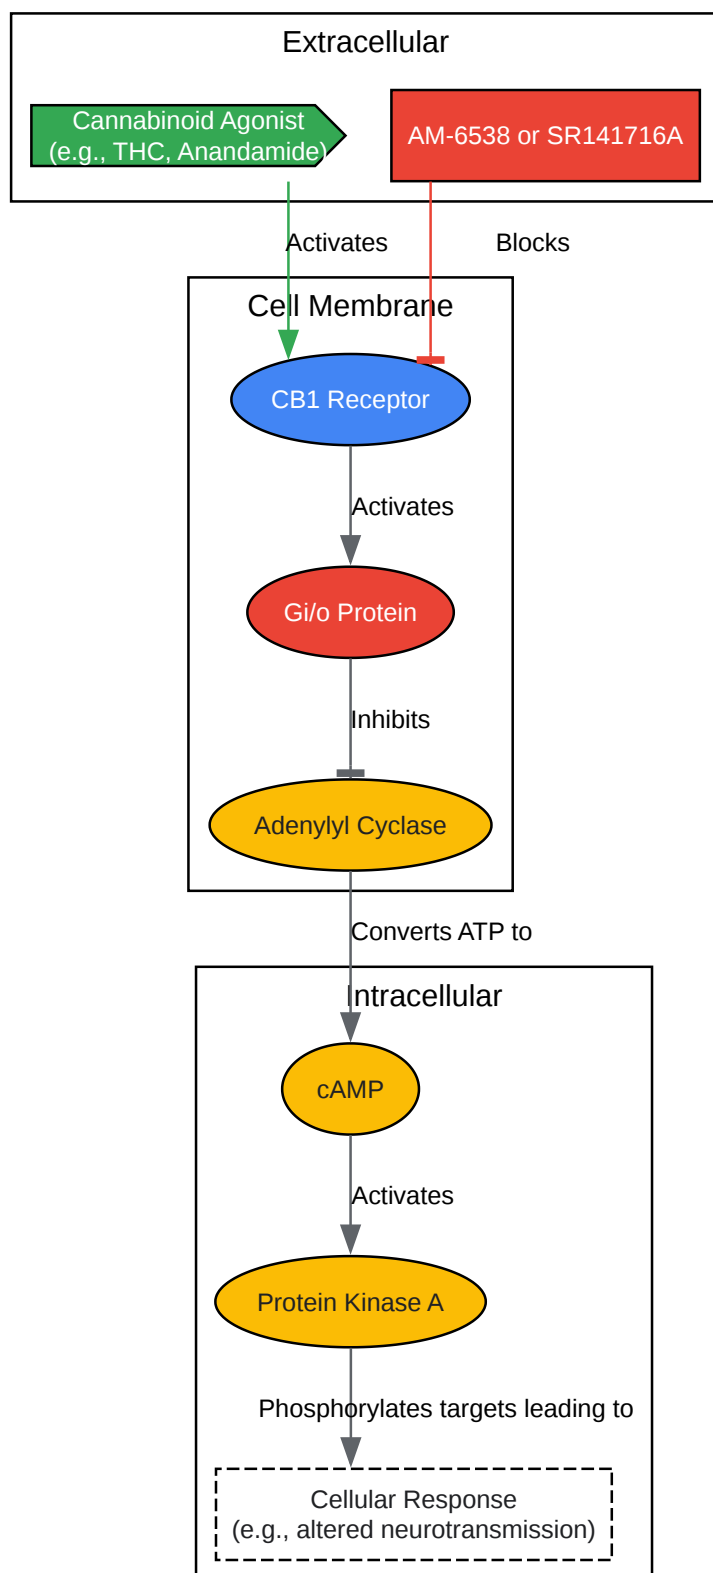 Extracellular
Cannabinoid Agonist
(e.g., THC, Anandamide)
AM-6538 or SR141716A
Activates
Blocks
Cell Membrane
CB1 Receptor
Activates
Gi/o Protein
Inhibits
Adenylyl Cyclase
Converts ATP to
Intracellular
cAMP
Activates
Protein Kinase A
Phosphorylates targets leading to
Cellular Response
(e.g., altered neurotransmission)